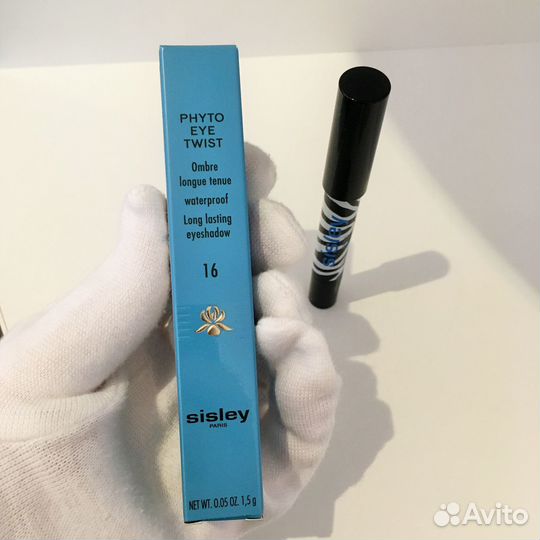 PHYTO
EYE
TWIST
Ombre
longue tenue
waterproof
Long lasting
eyeshadow
16
sisley
PARIS
NET WT. 0.05 OZ. 1,5 g
sisley
Avito